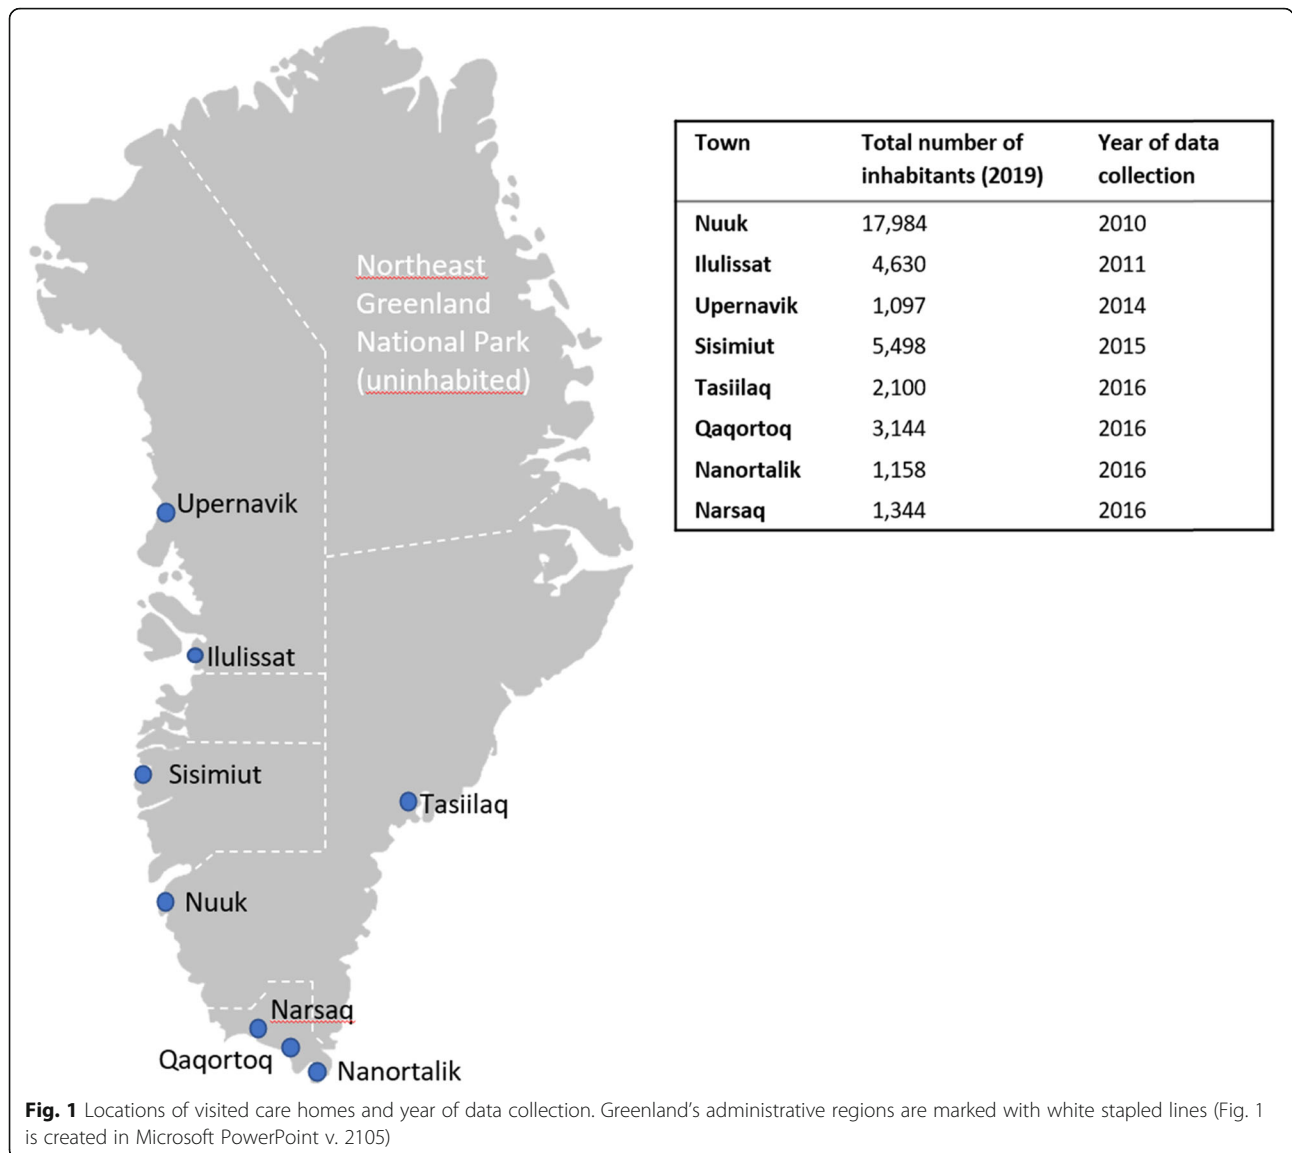 Northeast
Greenland
National Park
(uninhabited)
Upernavik
Ilulissat
Sisimiut
Tasiilaq
Nuuk
Narsaq
Qaqortoq
Nanortalik
Town Total number of inhabitants (2019) Year of data collection
Nuuk 17,984 2010
Ilulissat 4,630 2011
Upernavik 1,097 2014
Sisimiut 5,498 2015
Tasiilaq 2,100 2016
Qaqortoq 3,144 2016
Nanortalik 1,158 2016
Narsaq 1,344 2016
Fig. 1 Locations of visited care homes and year of data collection. Greenland's administrative regions are marked with white stapled lines (Fig. 1
is created in Microsoft PowerPoint v. 2105)